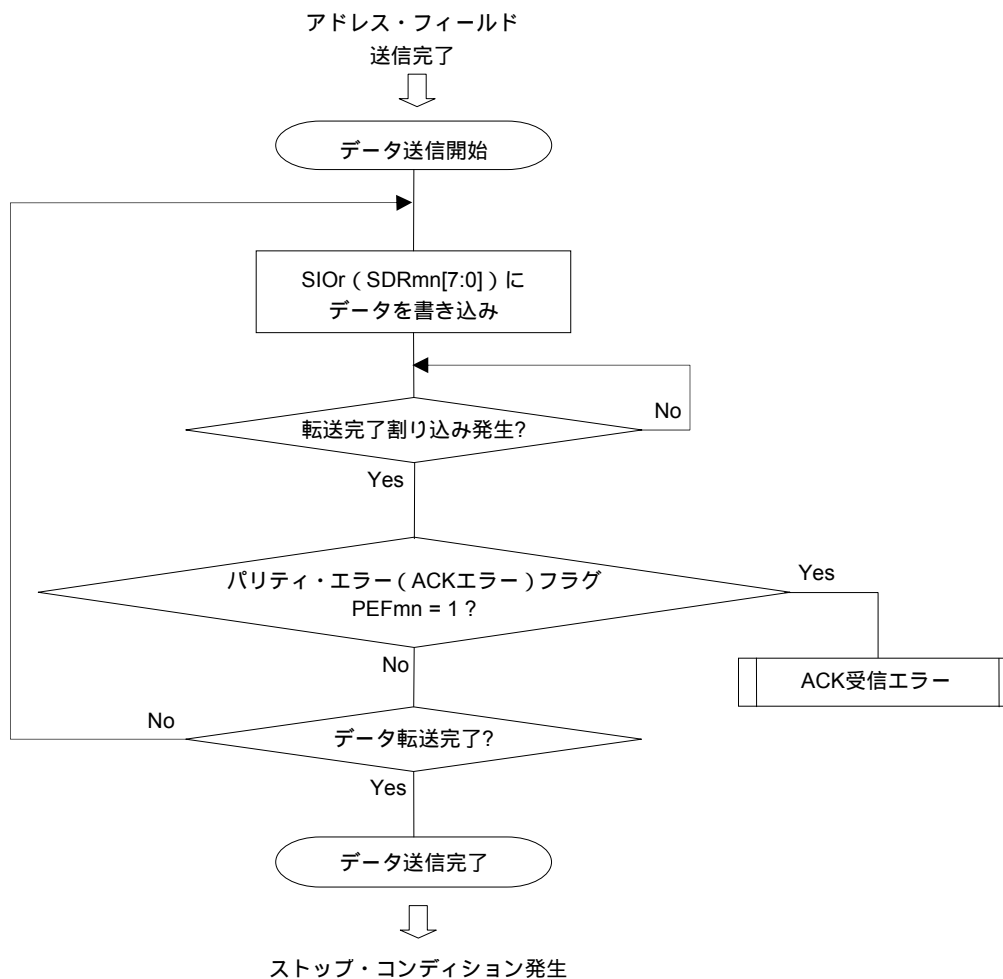 アドレス・フィールド
送信完了
データ送信開始
SIOr（SDRmn[7:0]）に
データを書き込み
No
転送完了割り込み発生?
Yes
パリティ・エラー（ACKエラー）フラグ
PEFmn = 1 ?
Yes
No
ACK受信エラー
No
データ転送完了?
Yes
データ送信完了
ストップ・コンディション発生